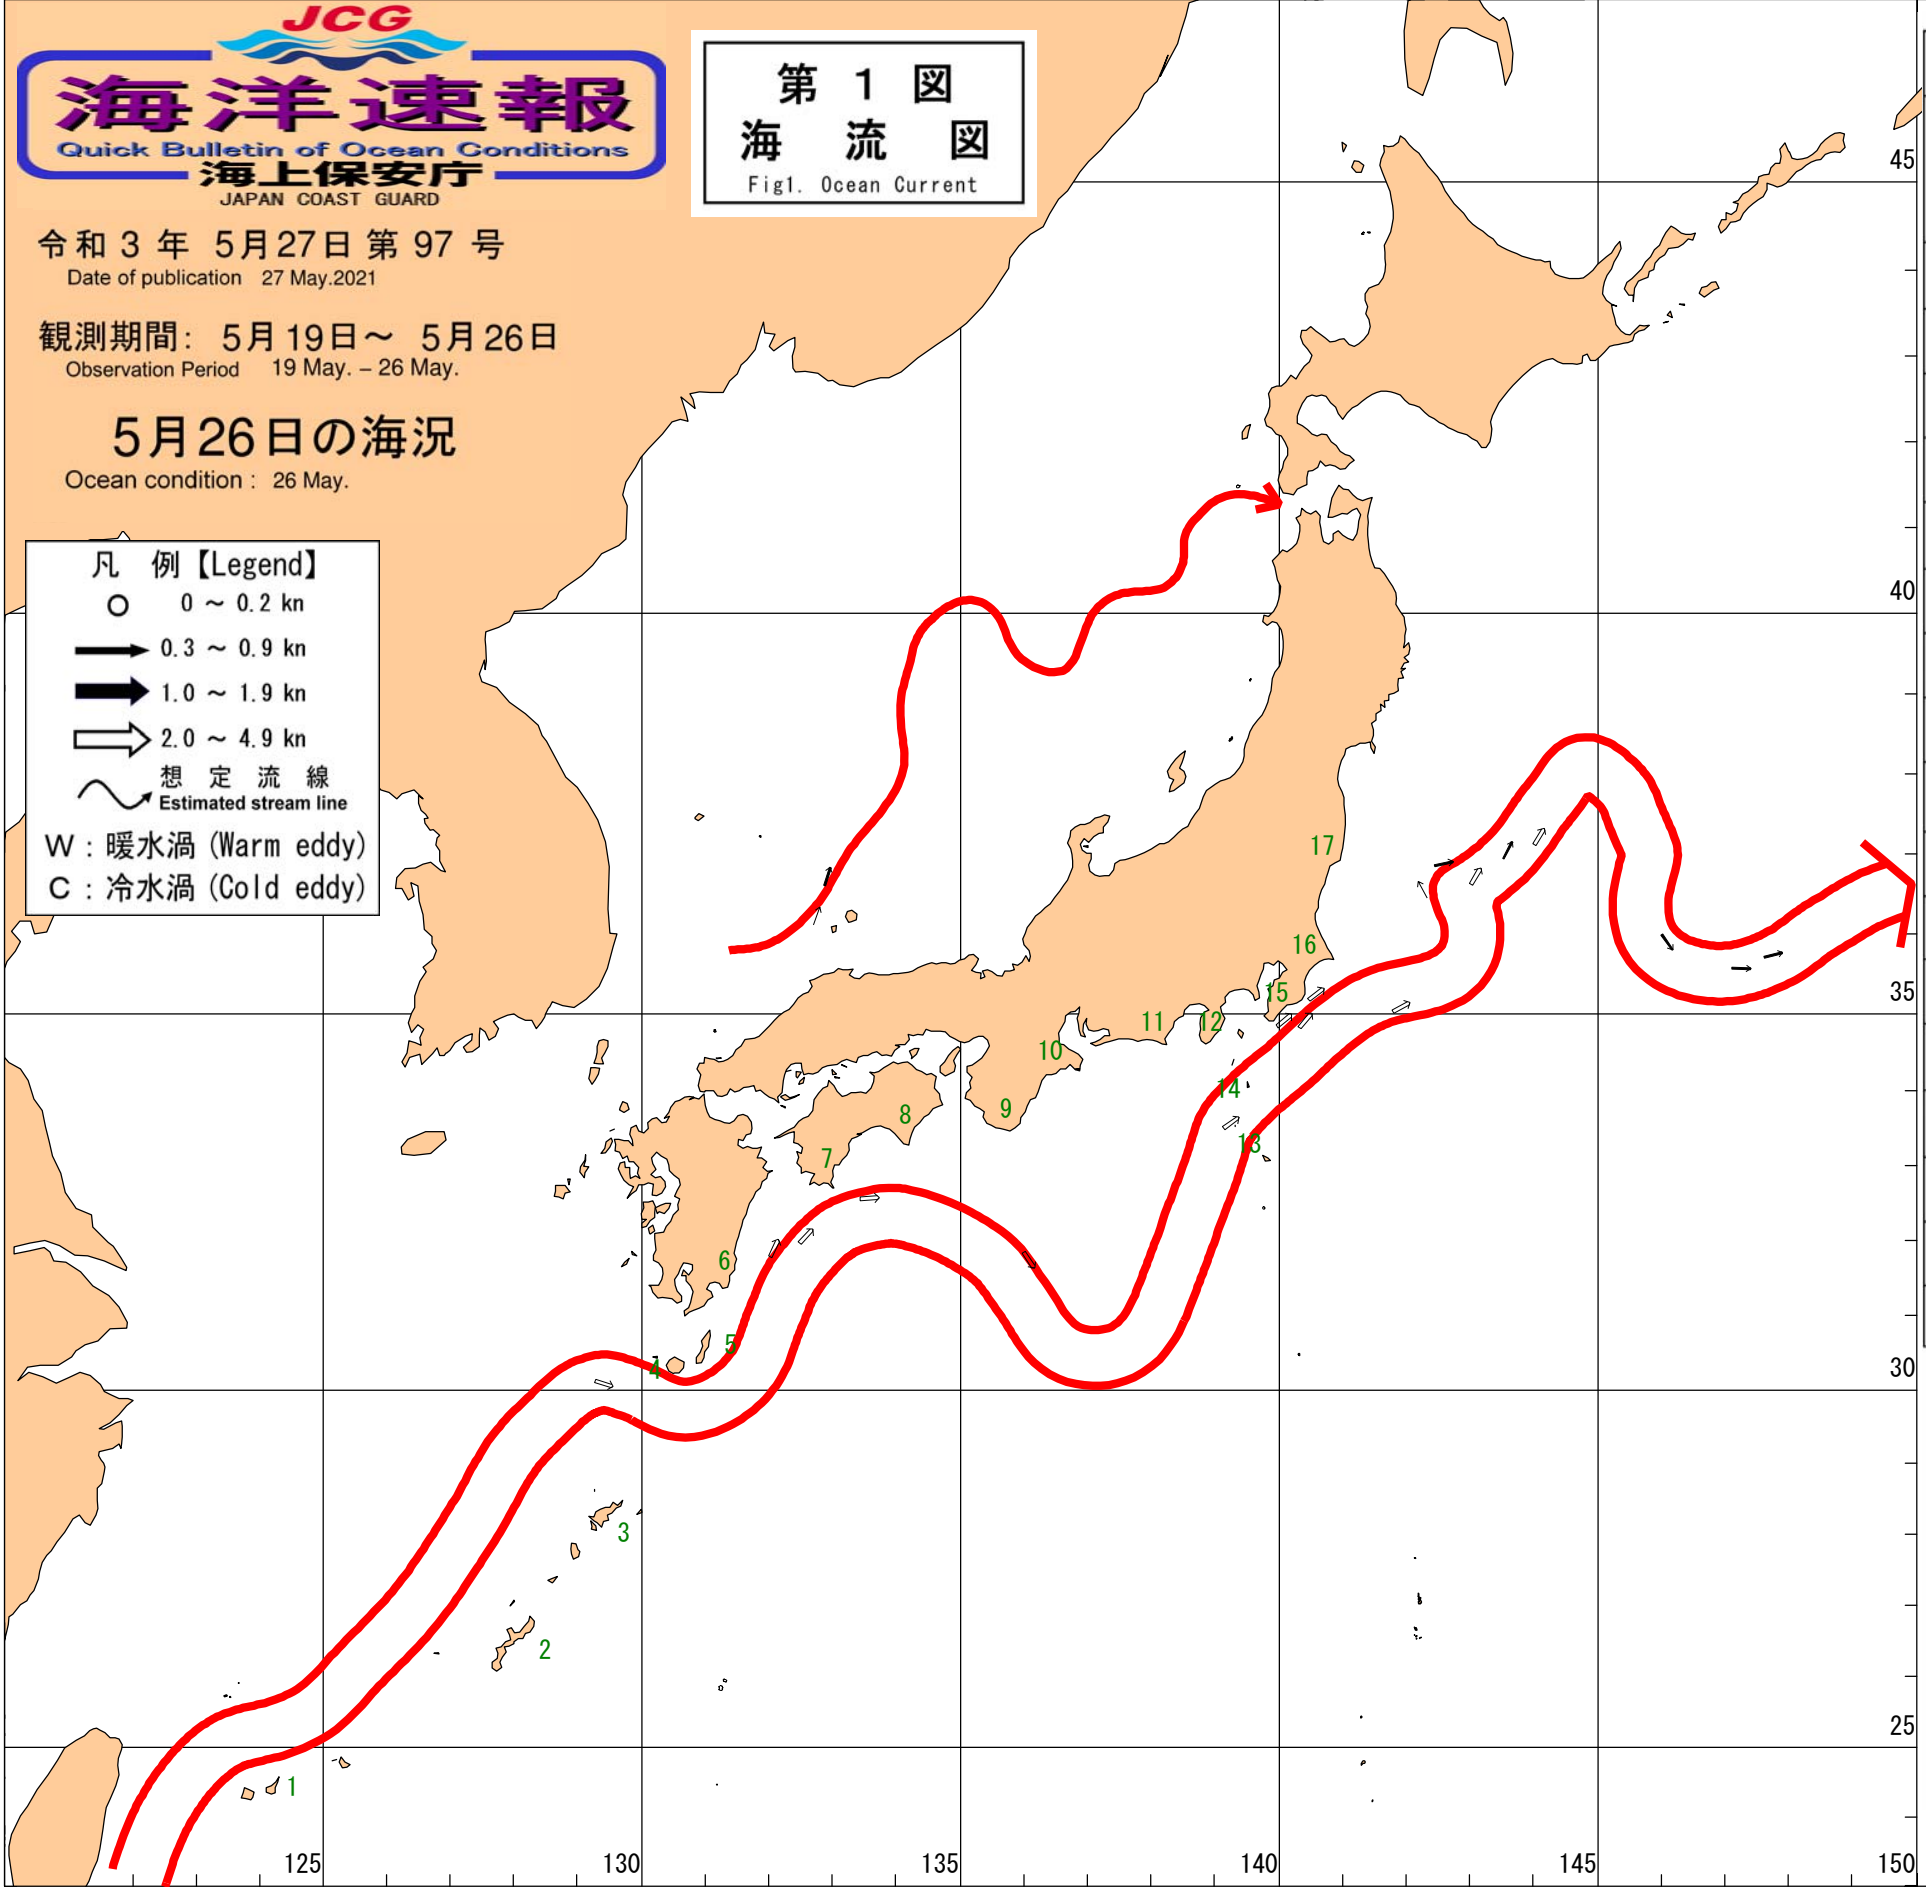 JCG
海洋速報
Quick Bulletin of Ocean Conditions
海上保安庁
JAPAN COAST GUARD
令和 3 年 5月27日 第 97 号
Date of publication 27 May.2021
観測期間: 5月19日～ 5月26日
Observation Period 19 May. – 26 May.
5月26日の海況
Ocean condition : 26 May.
第 1 図
海 流 図
Fig1. Ocean Current
凡 例【Legend】
0 ～ 0.2 kn
0.3 ～ 0.9 kn
1.0 ～ 1.9 kn
2.0 ～ 4.9 kn
想 定 流 線
Estimated stream line
W : 暖水渦 (Warm eddy)
C : 冷水渦 (Cold eddy)
45
40
17
16
15
35
11
12
10
14
9
8
13
7
6
5
4
30
3
2
25
1
125
130
135
140
145
150